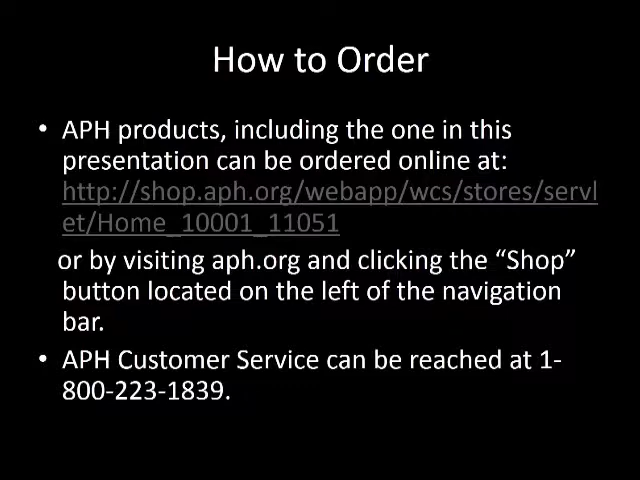 How to Order
• APH products, including the one in this
presentation can be ordered online at:
http://shop.aph.org/webapp/wcs/stores/servl
et/Home_10001_11051
or by visiting aph.org and clicking the “Shop”
button located on the left of the navigation
bar.
• APH Customer Service can be reached at 1-
800-223-1839.